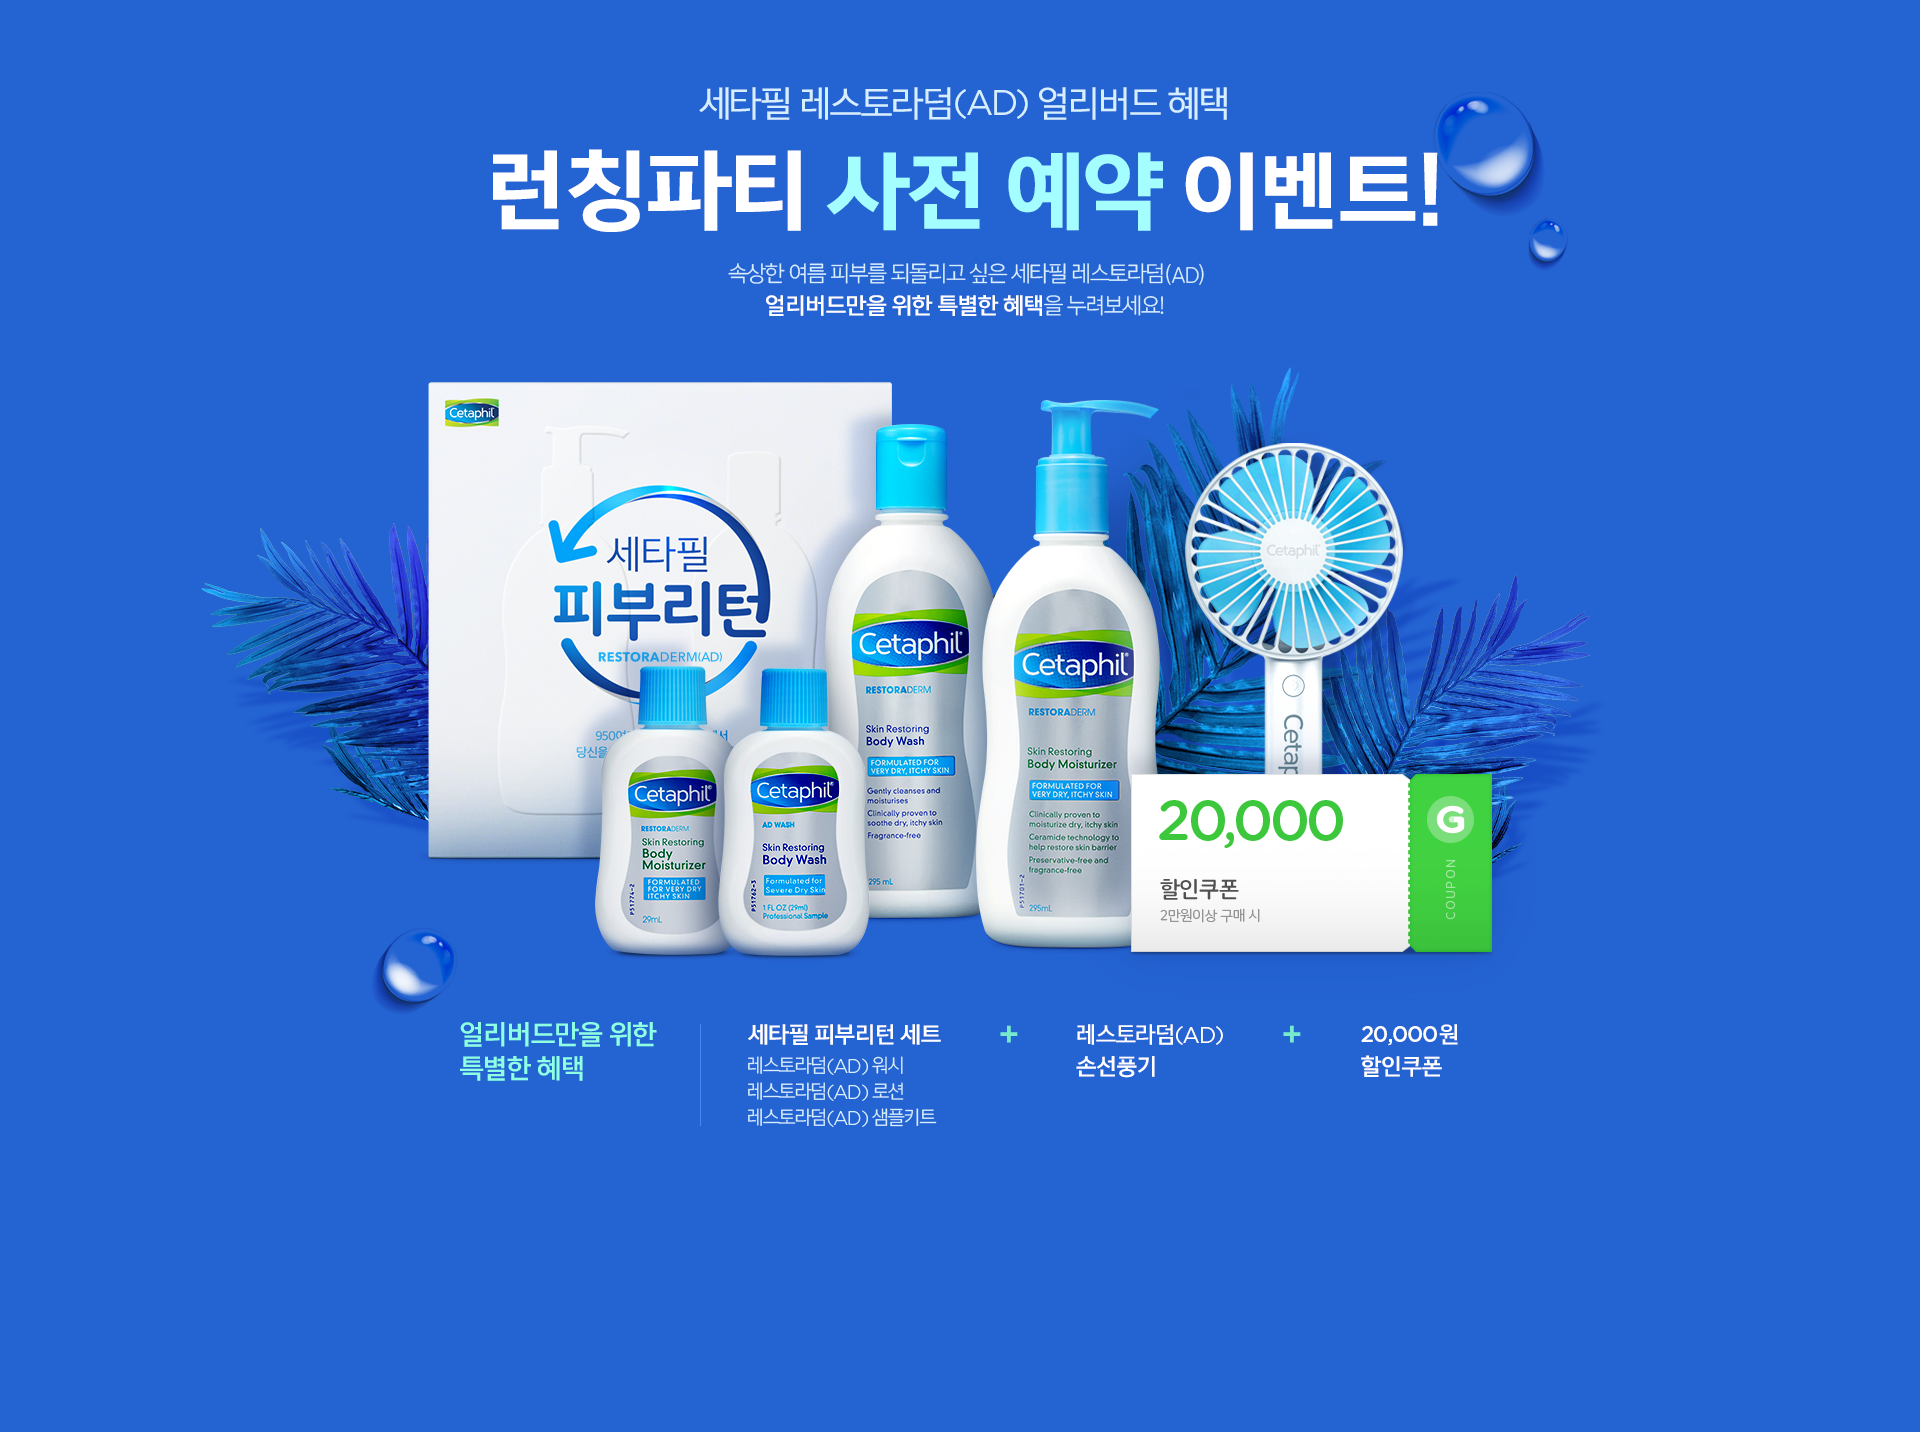 세타필 레스토라덤(AD) 얼리버드 혜택
런칭파티 사전 예약 이벤트!
속상한 여름 피부를 되돌리고 싶은 세타필 레스토라덤(AD)
얼리버드만을 위한 특별한 혜택을 누려보세요!
Cetaphil
세타필
피부리턴
RESTORADERM(AD)
당신을
Cetaphil®
RESTORADERM
Skin Restoring
Body
Moisturizer
FORMULATED
FOR VERY DRY
ITCHY SKIN
29mL
P51774-2
Cetaphil®
AD WASH
Skin Restoring
Body Wash
Formulated for
Severe Dry Skin
1 FL OZ (29ml)
Professional Sample
P51762-3
Cetaphil®
RESTORADERM
Skin Restoring
Body Wash
FORMULATED FOR
VERY DRY, ITCHY SKIN
Gently cleanses and
moisturises
Clinically proven to
soothe dry, itchy skin
Fragrance-free
295 mL
Cetaphil®
RESTORADERM
Skin Restoring
Body Moisturizer
FORMULATED FOR
VERY DRY, ITCHY SKIN
Clinically proven to
moisturize dry, itchy skin
Ceramide technology to
help restore skin barrier
Preservative-free and
fragrance-free
295mL
P51701-2
Cetaphil
Cetap
20,000
할인쿠폰
2만원이상 구매 시
G
COUPON
얼리버드만을 위한
특별한 혜택
세타필 피부리턴 세트
레스토라덤(AD) 워시
레스토라덤(AD) 로션
레스토라덤(AD) 샘플키트
+
레스토라덤(AD)
손선풍기
+
20,000원
할인쿠폰